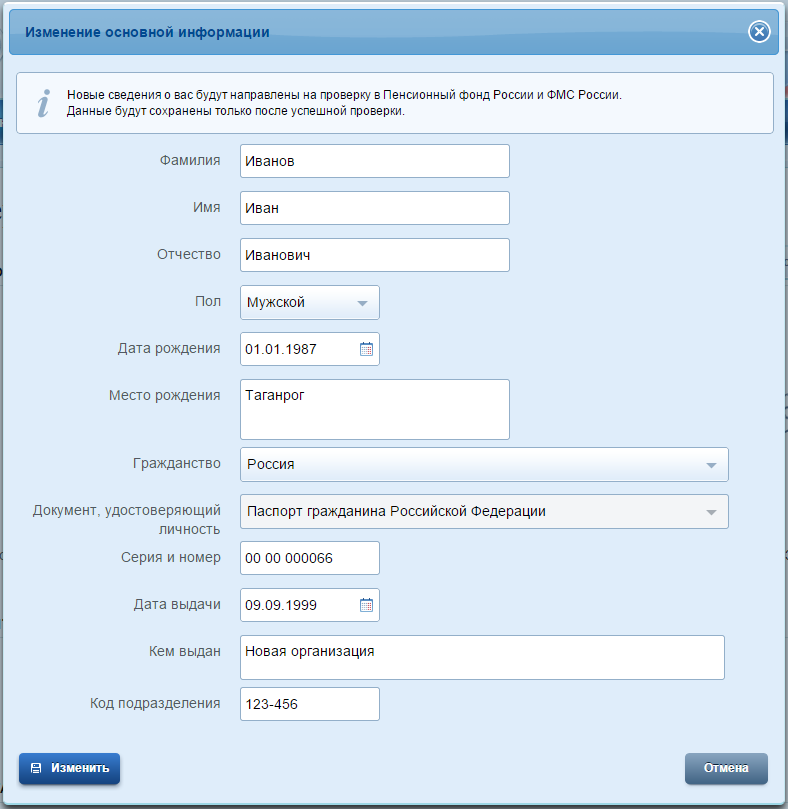 Изменение основной информации
Новые сведения о вас будут направлены на проверку в Пенсионный фонд России и ФМС России.
Данные будут сохранены только после успешной проверки.
Фамилия Иванов
Имя Иван
Отчество Иванович
Пол Мужской
Дата рождения 01.01.1987
Место рождения Таганрог
Гражданство Россия
Документ, удостоверяющий
личность Паспорт гражданина Российской Федерации
Серия и номер 00 00 000066
Дата выдачи 09.09.1999
Кем выдан Новая организация
Код подразделения 123-456
Изменить Отмена